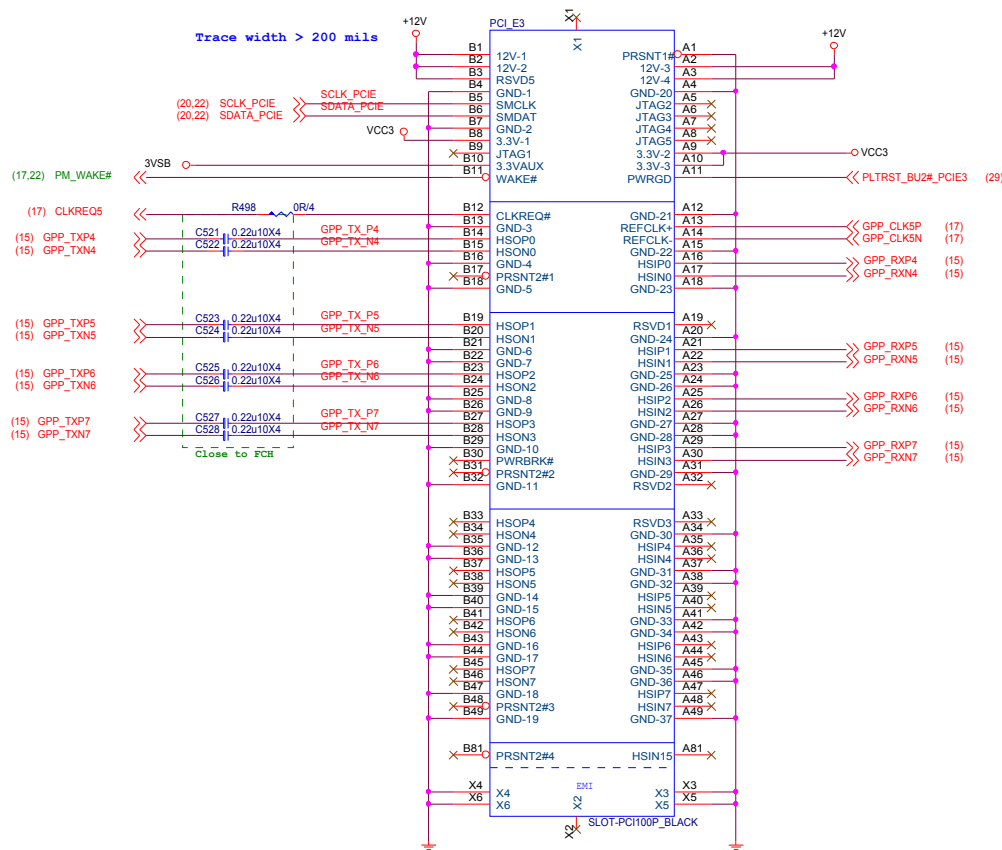 +12V
PCI_E3
X1
Trace width > 200 mils
+12V
B1 12V-1 PRSNT1# A1
B2 12V-2 12V-3 A2
B3 RSVD5 12V-4 A3
B4 GND-1 GND-20 A4
(20,22) SCLK_PCIE SCLK_PCIE B5 SMCLK JTAG2 A5
(20,22) SDATA_PCIE SDATA_PCIE B6 SMDAT JTAG3 A6
B7 GND-2 JTAG4 A7
VCC3 B8 3.3V-1 JTAG5 A8
B9 JTAG1 3.3V-2 A9 VCC3
3VSB B10 3.3VAUX 3.3V-3 A10
(17,22) PM_WAKE# B11 WAKE# PWRGD A11 PLTRST_BU2#_PCIE3 (29)
(17) CLKREQ5 R498 0R/4 B12 CLKREQ# GND-21 A12
B13 GND-3 REFCLK+ A13 GPP_CLK5P (17)
(15) GPP_TXP4 C521 0.22u10X4 GPP_TX_P4 B14 HSOP0 REFCLK- A14 GPP_CLK5N (17)
(15) GPP_TXN4 C522 0.22u10X4 GPP_TX_N4 B15 HSON0 GND-22 A15
B16 GND-4 HSIP0 A16 GPP_RXP4 (15)
B17 PRSNT2#1 HSIN0 A17 GPP_RXN4 (15)
B18 GND-5 GND-23 A18
(15) GPP_TXP5 C523 0.22u10X4 GPP_TX_P5 B19 HSOP1 RSVD1 A19
(15) GPP_TXN5 C524 0.22u10X4 GPP_TX_N5 B20 HSON1 GND-24 A20
B21 GND-6 HSIP1 A21 GPP_RXP5 (15)
B22 GND-7 HSIN1 A22 GPP_RXN5 (15)
(15) GPP_TXP6 C525 0.22u10X4 GPP_TX_P6 B23 HSOP2 GND-25 A23
(15) GPP_TXN6 C526 0.22u10X4 GPP_TX_N6 B24 HSON2 GND-26 A24
B25 GND-8 HSIP2 A25 GPP_RXP6 (15)
B26 GND-9 HSIN2 A26 GPP_RXN6 (15)
(15) GPP_TXP7 C527 0.22u10X4 GPP_TX_P7 B27 HSOP3 GND-27 A27
(15) GPP_TXN7 C528 0.22u10X4 GPP_TX_N7 B28 HSON3 GND-28 A28
B29 GND-10 HSIP3 A29 GPP_RXP7 (15)
Close to FCH
B30 PWRBRK# HSIN3 A30 GPP_RXN7 (15)
B31 PRSNT2#2 GND-29 A31
B32 GND-11 RSVD2 A32
B33 HSOP4 RSVD3 A33
B34 HSON4 GND-30 A34
B35 GND-12 HSIP4 A35
B36 GND-13 HSIN4 A36
B37 HSOP5 GND-31 A37
B38 HSON5 GND-32 A38
B39 GND-14 HSIP5 A39
B40 GND-15 HSIN5 A40
B41 HSOP6 GND-33 A41
B42 HSON6 GND-34 A42
B43 GND-16 HSIP6 A43
B44 GND-17 HSIN6 A44
B45 HSOP7 GND-35 A45
B46 HSON7 GND-36 A46
B47 GND-18 HSIP7 A47
B48 PRSNT2#3 HSIN7 A48
B49 GND-19 GND-37 A49
B81 PRSNT2#4 HSIN15 A81
EMI
X4 X4 X3 X3
X6 X6 X2 X5 X5
X2
SLOT-PCI100P_BLACK
X1